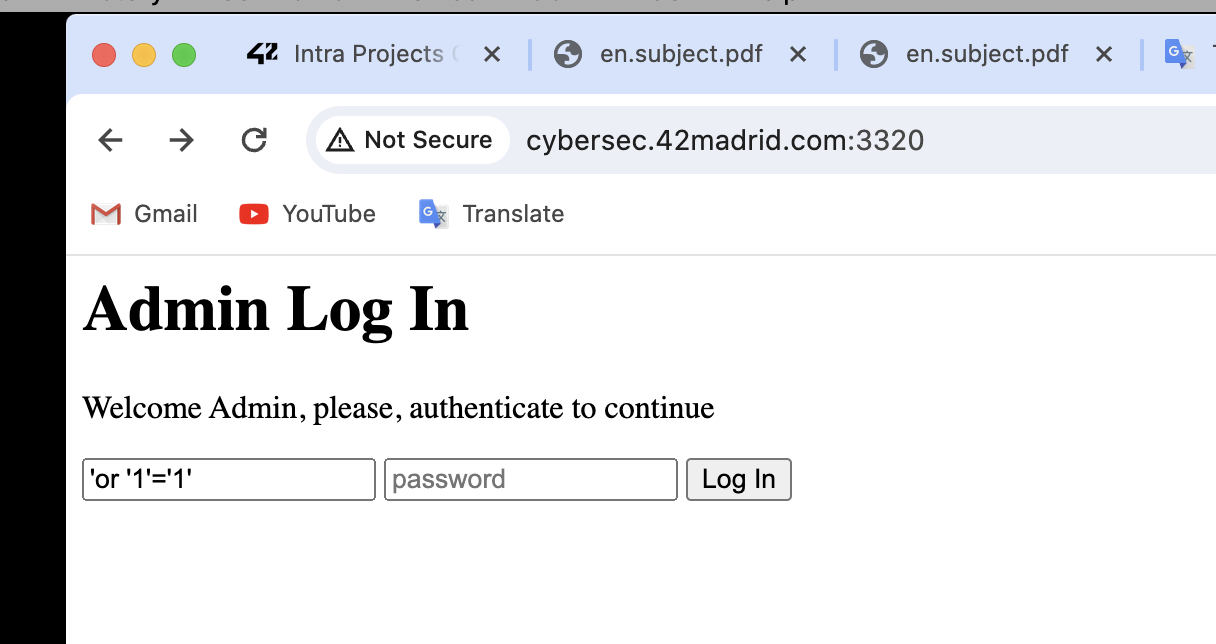 42 Intra Projects en.subject.pdf en.subject.pdf
Not Secure cybersec.42madrid.com:3320
Gmail YouTube Translate
Admin Log In
Welcome Admin, please, authenticate to continue
'or '1'='1' password Log In